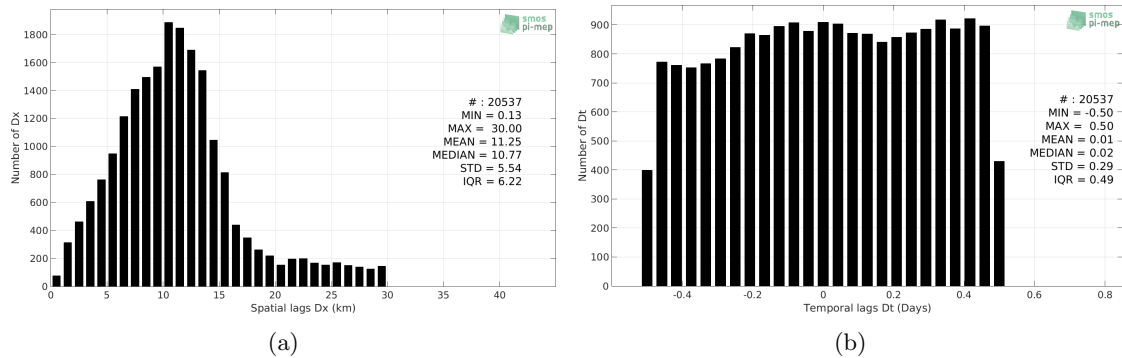 smos
pi-mep
Number of Dx
1800
1600
1400
1200
1000
800
600
400
200
0
# : 20537
MIN = 0.13
MAX = 30.00
MEAN = 11.25
MEDIAN = 10.77
STD = 5.54
IQR = 6.22
0 5 10 15 20 25 30 35 40
Spatial lags Dx (km)
(a)
smos
pi-mep
Number of Dt
900
800
700
600
500
400
300
200
100
0
# : 20537
MIN = -0.50
MAX = 0.50
MEAN = 0.01
MEDIAN = 0.02
STD = 0.29
IQR = 0.49
-0.4 -0.2 0 0.2 0.4 0.6 0.8
Temporal lags Dt (Days)
(b)